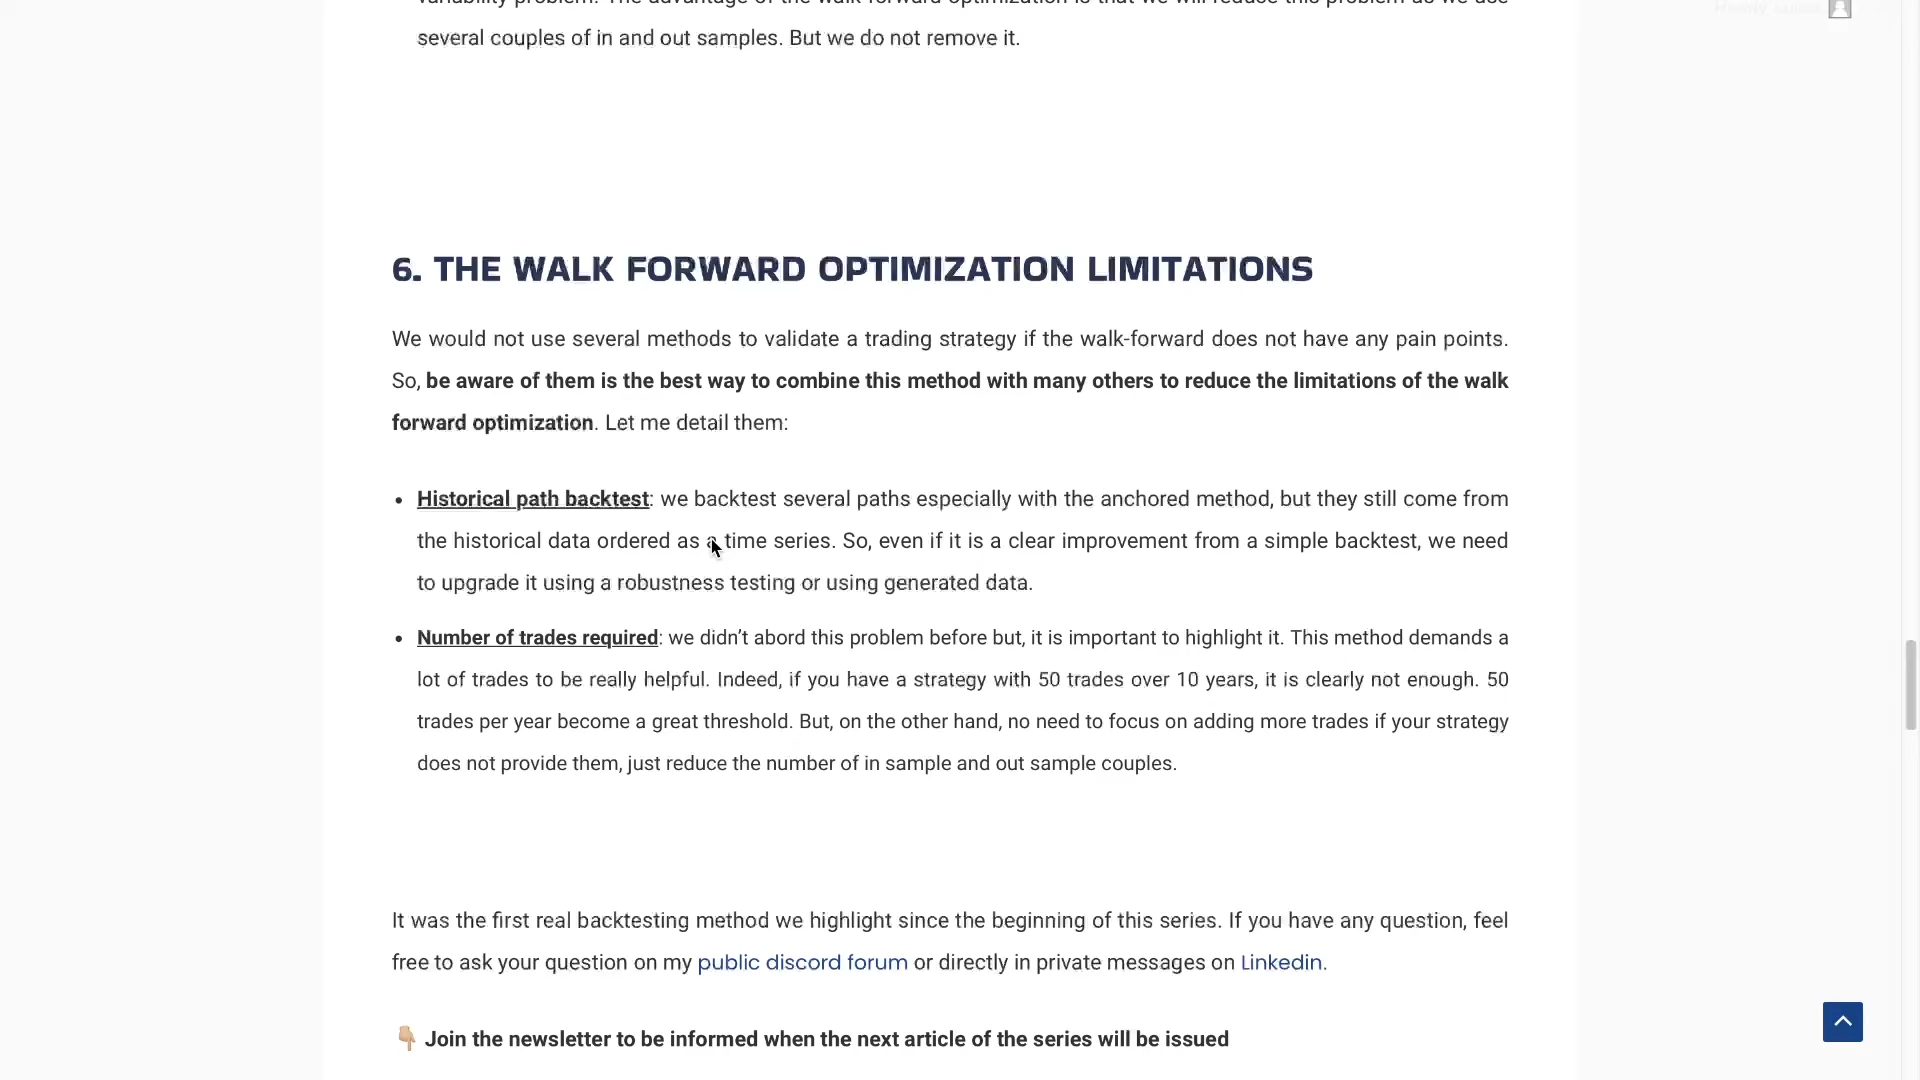 several couples of in and out samples. But we do not remove it.
6. THE WALK FORWARD OPTIMIZATION LIMITATIONS
We would not use several methods to validate a trading strategy if the walk-forward does not have any pain points.
So, be aware of them is the best way to combine this method with many others to reduce the limitations of the walk
forward optimization. Let me detail them:
• Historical path backtest: we backtest several paths especially with the anchored method, but they still come from
the historical data ordered as a time series. So, even if it is a clear improvement from a simple backtest, we need
to upgrade it using a robustness testing or using generated data.
• Number of trades required: we didn’t abord this problem before but, it is important to highlight it. This method demands a
lot of trades to be really helpful. Indeed, if you have a strategy with 50 trades over 10 years, it is clearly not enough. 50
trades per year become a great threshold. But, on the other hand, no need to focus on adding more trades if your strategy
does not provide them, just reduce the number of in sample and out sample couples.
It was the first real backtesting method we highlight since the beginning of this series. If you have any question, feel
free to ask your question on my public discord forum or directly in private messages on Linkedin.
Join the newsletter to be informed when the next article of the series will be issued